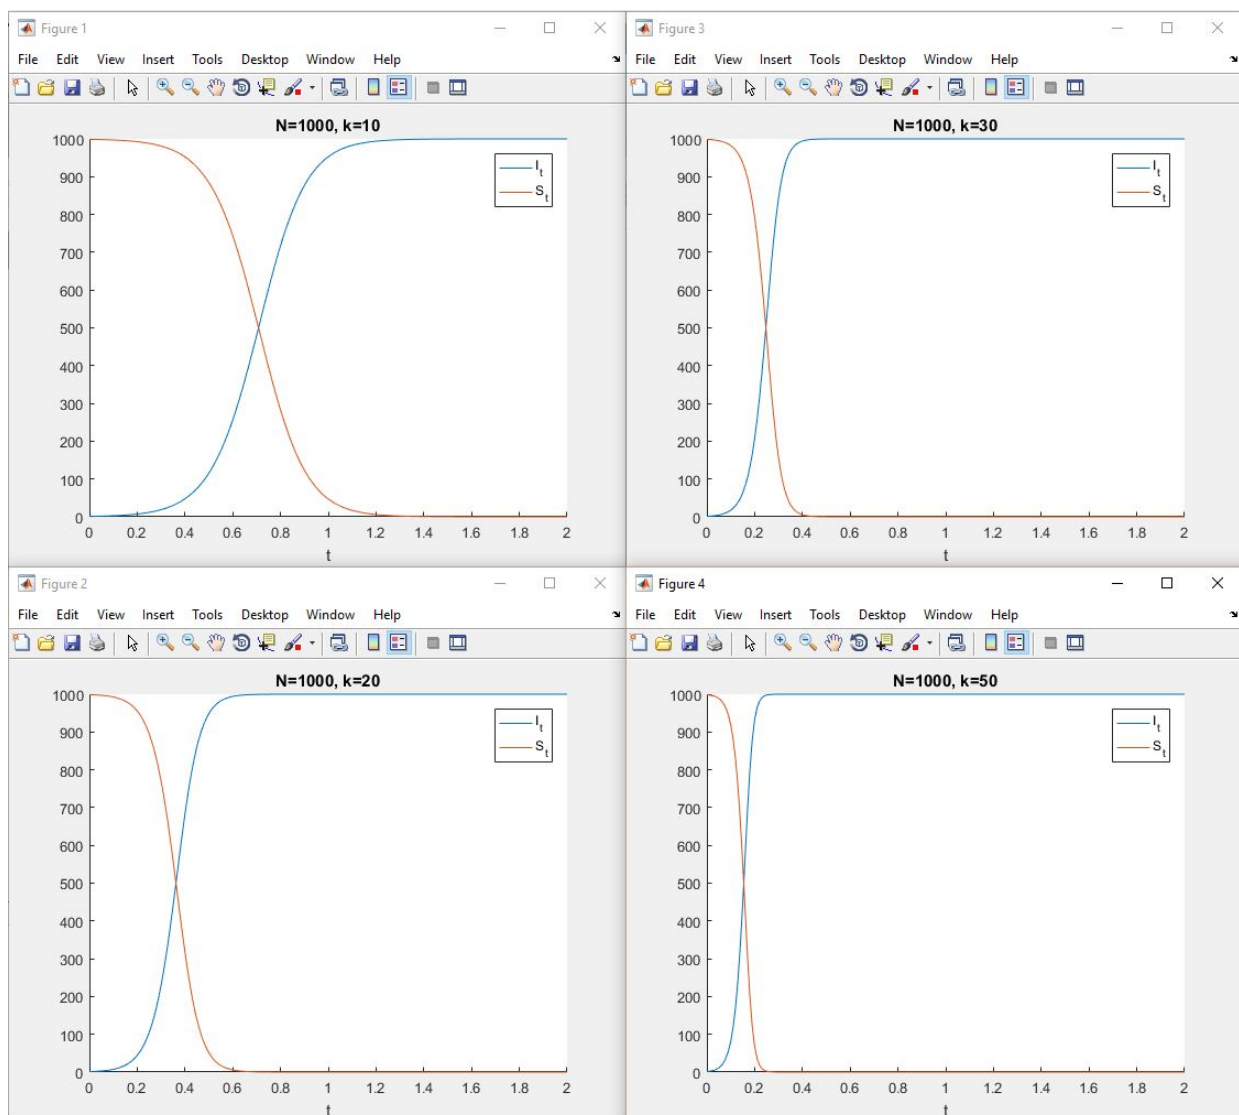 Figure 1
File Edit View Insert Tools Desktop Window Help
N=1000, k=10
1000
900
800
700
600
500
400
300
200
100
0
I_t
S_t
0 0.2 0.4 0.6 0.8 1 1.2 1.4 1.6 1.8 2
t
Figure 3
File Edit View Insert Tools Desktop Window Help
N=1000, k=30
1000
900
800
700
600
500
400
300
200
100
0
I_t
S_t
0 0.2 0.4 0.6 0.8 1 1.2 1.4 1.6 1.8 2
t
Figure 2
File Edit View Insert Tools Desktop Window Help
N=1000, k=20
1000
900
800
700
600
500
400
300
200
100
0
I_t
S_t
0 0.2 0.4 0.6 0.8 1 1.2 1.4 1.6 1.8 2
t
Figure 4
File Edit View Insert Tools Desktop Window Help
N=1000, k=50
1000
900
800
700
600
500
400
300
200
100
0
I_t
S_t
0 0.2 0.4 0.6 0.8 1 1.2 1.4 1.6 1.8 2
t